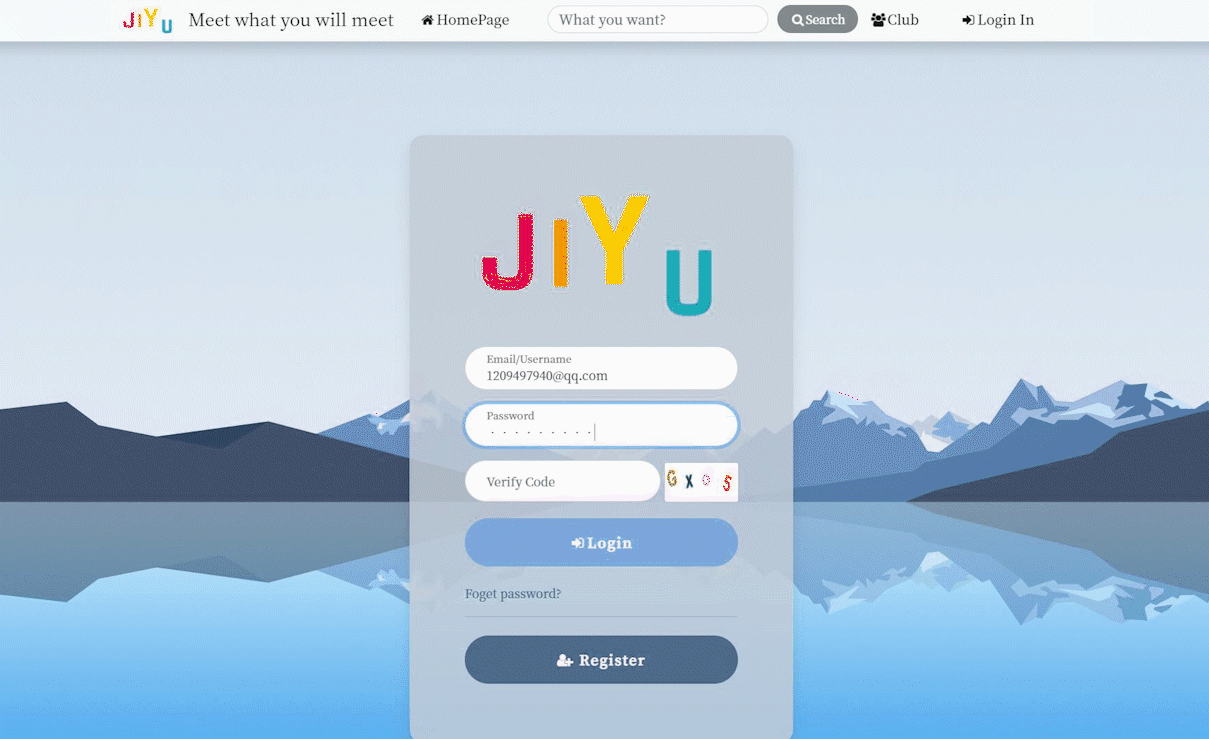 JIYU Meet what you will meet HomePage What you want? Search Club Login In
JIYU
Email/Username
1209497940@qq.com
Password
Verify Code
GXOS
Login
Foget password?
Register